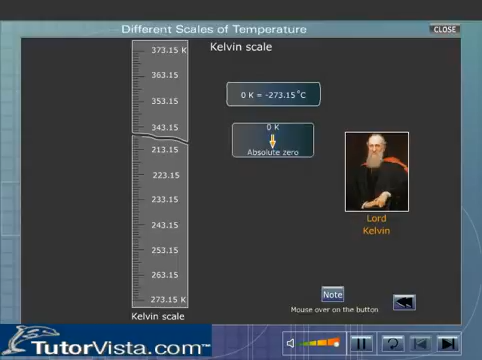 Different Scales of Temperature
CLOSE
Kelvin scale
373.15 K
363.15
353.15
343.15
213.15
223.15
233.15
243.15
253.15
263.15
273.15 K
Kelvin scale
0 K = -273.15°C
0 K
Absolute zero
Lord
Kelvin
Note
Mouse over on the button
TutorVista.com™